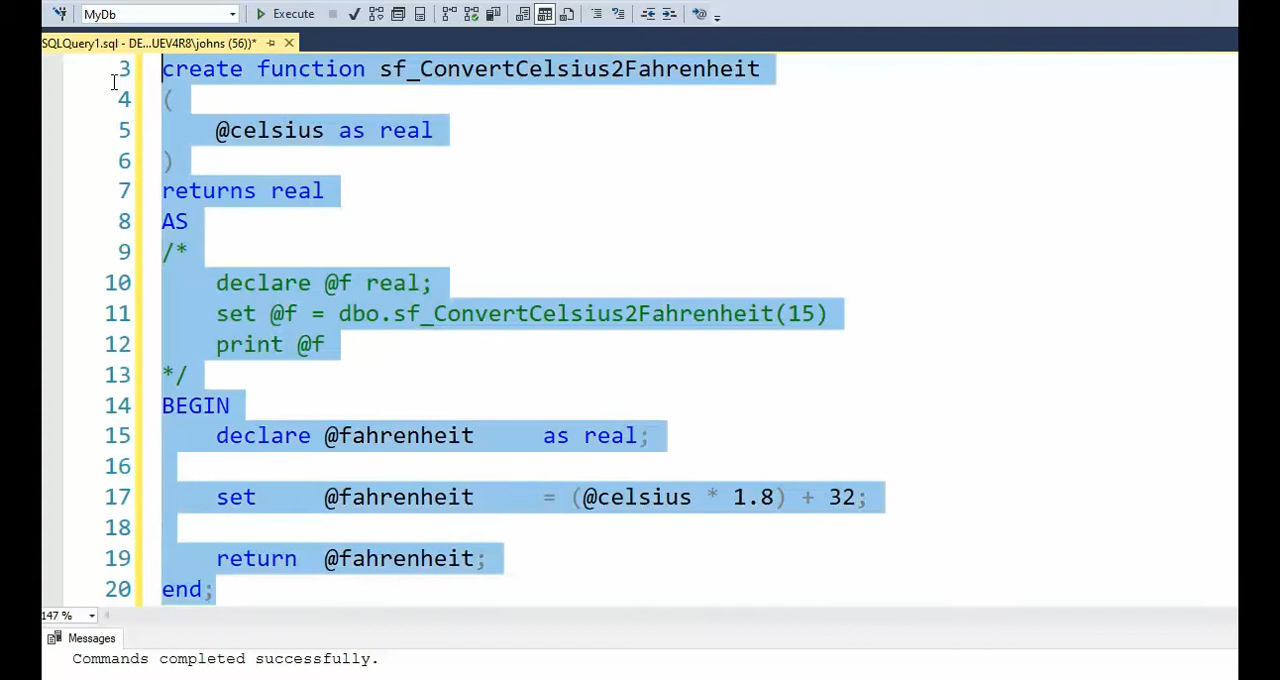 MyDb Execute
SQLQuery1.sql - DE...UEV4R8\johns (56))*
3 create function sf_ConvertCelsius2Fahrenheit
4 (
5 @celsius as real
6 )
7 returns real
8 AS
9 /*
10 declare @f real;
11 set @f = dbo.sf_ConvertCelsius2Fahrenheit(15)
12 print @f
13 */
14 BEGIN
15 declare @fahrenheit as real;
16
17 set @fahrenheit = (@celsius * 1.8) + 32;
18
19 return @fahrenheit;
20 end;
147 %
Messages
Commands completed successfully.